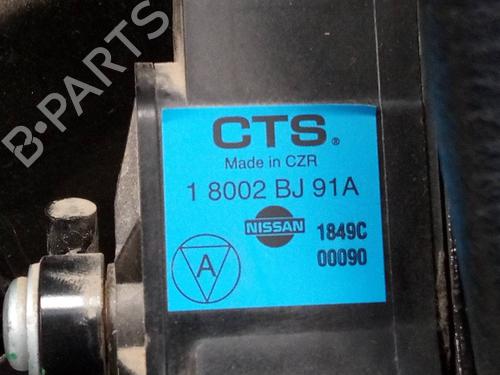 B-PARTS
CTS®
Made in CZR
1 8002 BJ 91A
NISSAN
1849C
00090
A